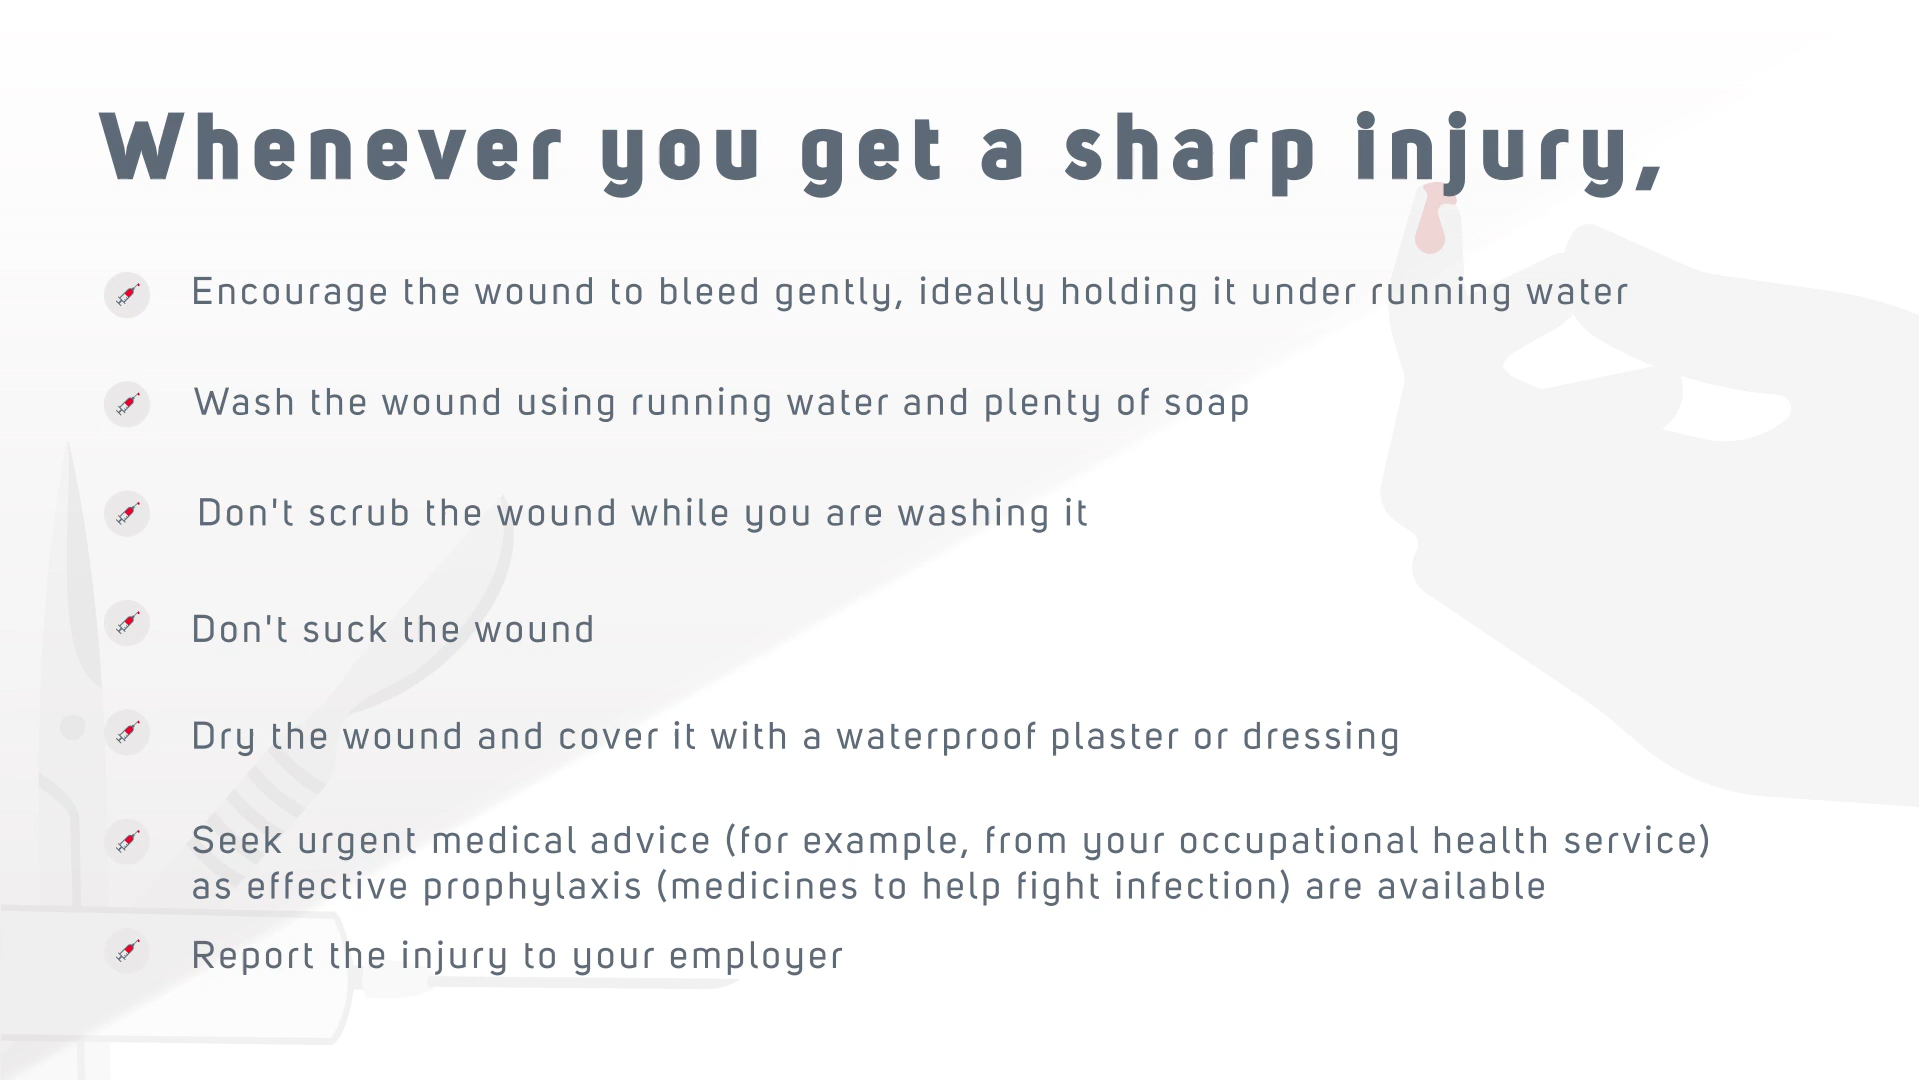 Whenever you get a sharp injury,
Encourage the wound to bleed gently, ideally holding it under running water
Wash the wound using running water and plenty of soap
Don't scrub the wound while you are washing it
Don't suck the wound
Dry the wound and cover it with a waterproof plaster or dressing
Seek urgent medical advice (for example, from your occupational health service)
as effective prophylaxis (medicines to help fight infection) are available
Report the injury to your employer